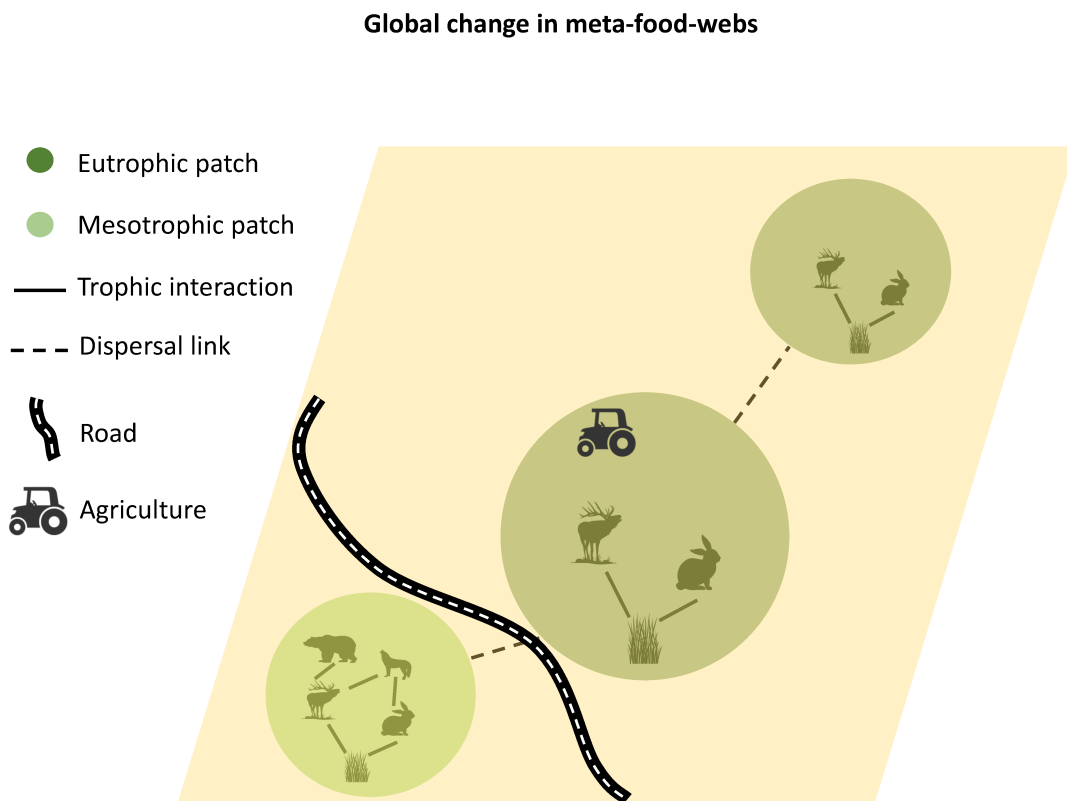 Global change in meta-food-webs
Eutrophic patch
Mesotrophic patch
Trophic interaction
Dispersal link
Road
Agriculture